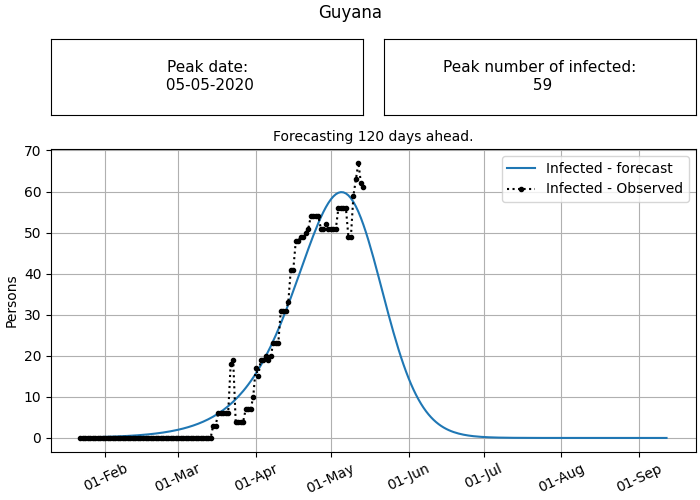 Guyana
Peak date:
05-05-2020
Peak number of infected:
59
Forecasting 120 days ahead.
Infected - forecast
Infected - Observed
Persons
70
60
50
40
30
20
10
0
01-Feb
01-Mar
01-Apr
01-May
01-Jun
01-Jul
01-Aug
01-Sep